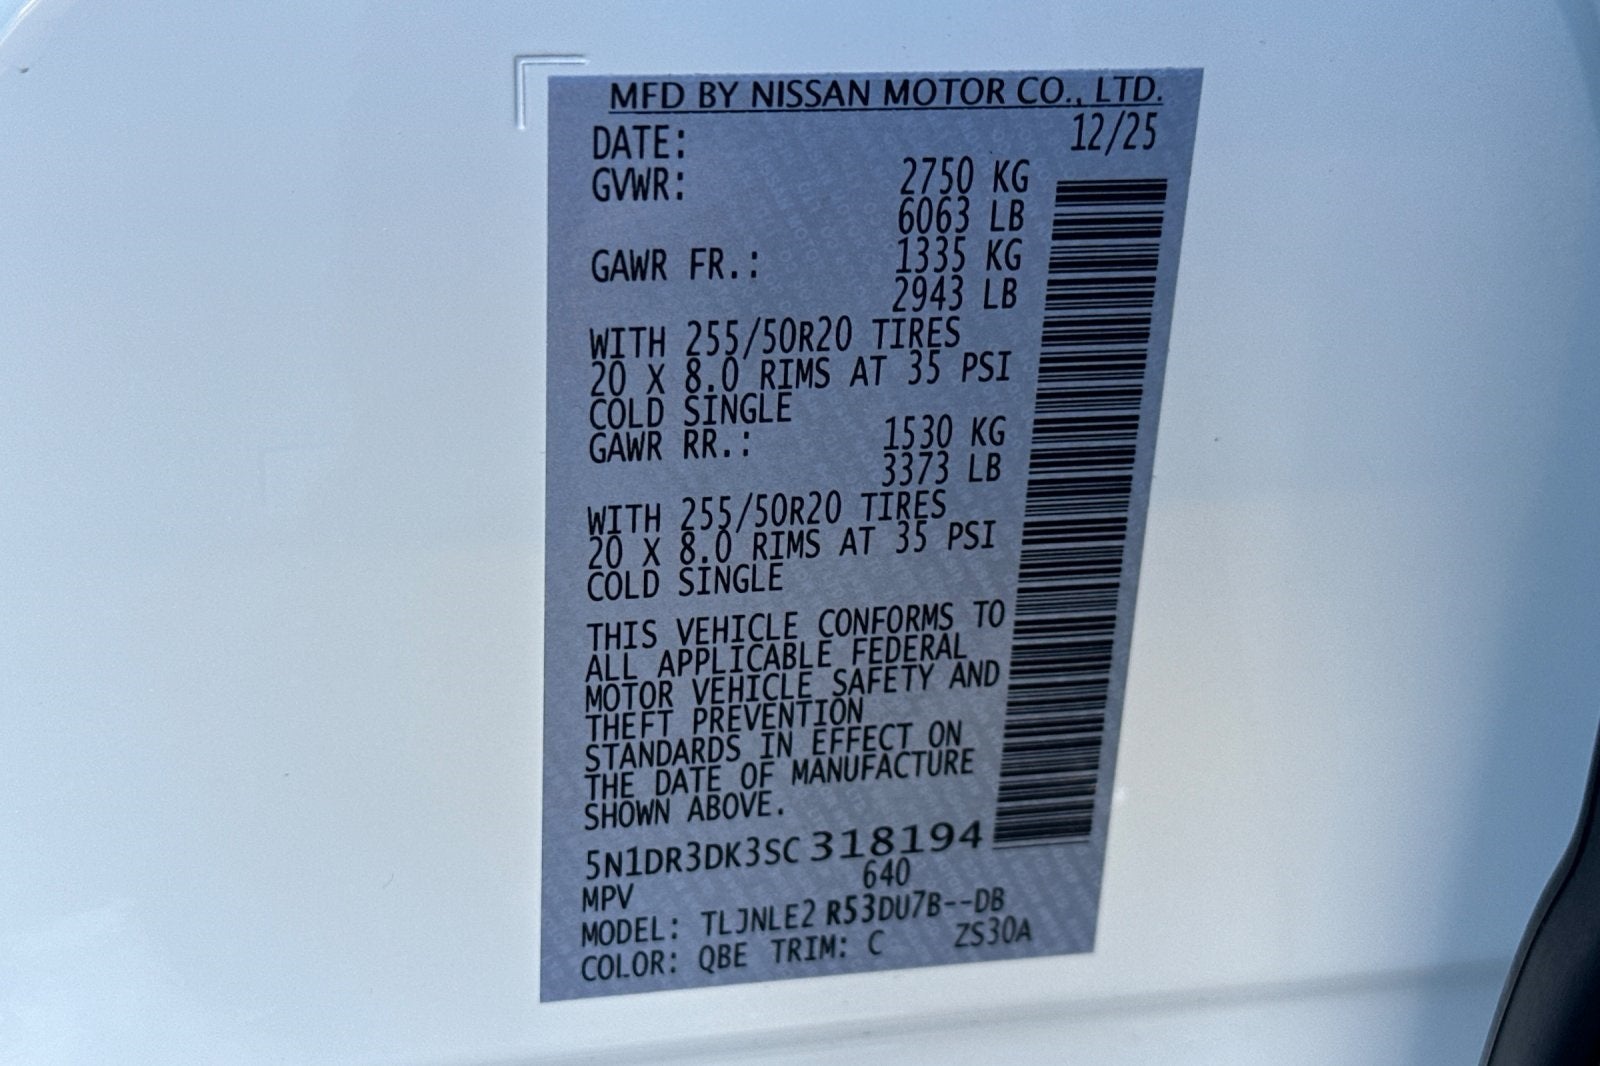 MFD BY NISSAN MOTOR CO., LTD.
DATE: 12/25
GVWR: 2750 KG
6063 LB
GAWR FR.: 1335 KG
2943 LB
WITH 255/50R20 TIRES
20 X 8.0 RIMS AT 35 PSI
COLD SINGLE
GAWR RR.: 1530 KG
3373 LB
WITH 255/50R20 TIRES
20 X 8.0 RIMS AT 35 PSI
COLD SINGLE
THIS VEHICLE CONFORMS TO
ALL APPLICABLE FEDERAL
MOTOR VEHICLE SAFETY AND
THEFT PREVENTION
STANDARDS IN EFFECT ON
THE DATE OF MANUFACTURE
SHOWN ABOVE.
5N1DR3DK3SC318194
MPV 640
MODEL: TLJNLE2 R53DU7B--DB
COLOR: QBE TRIM: C ZS30A